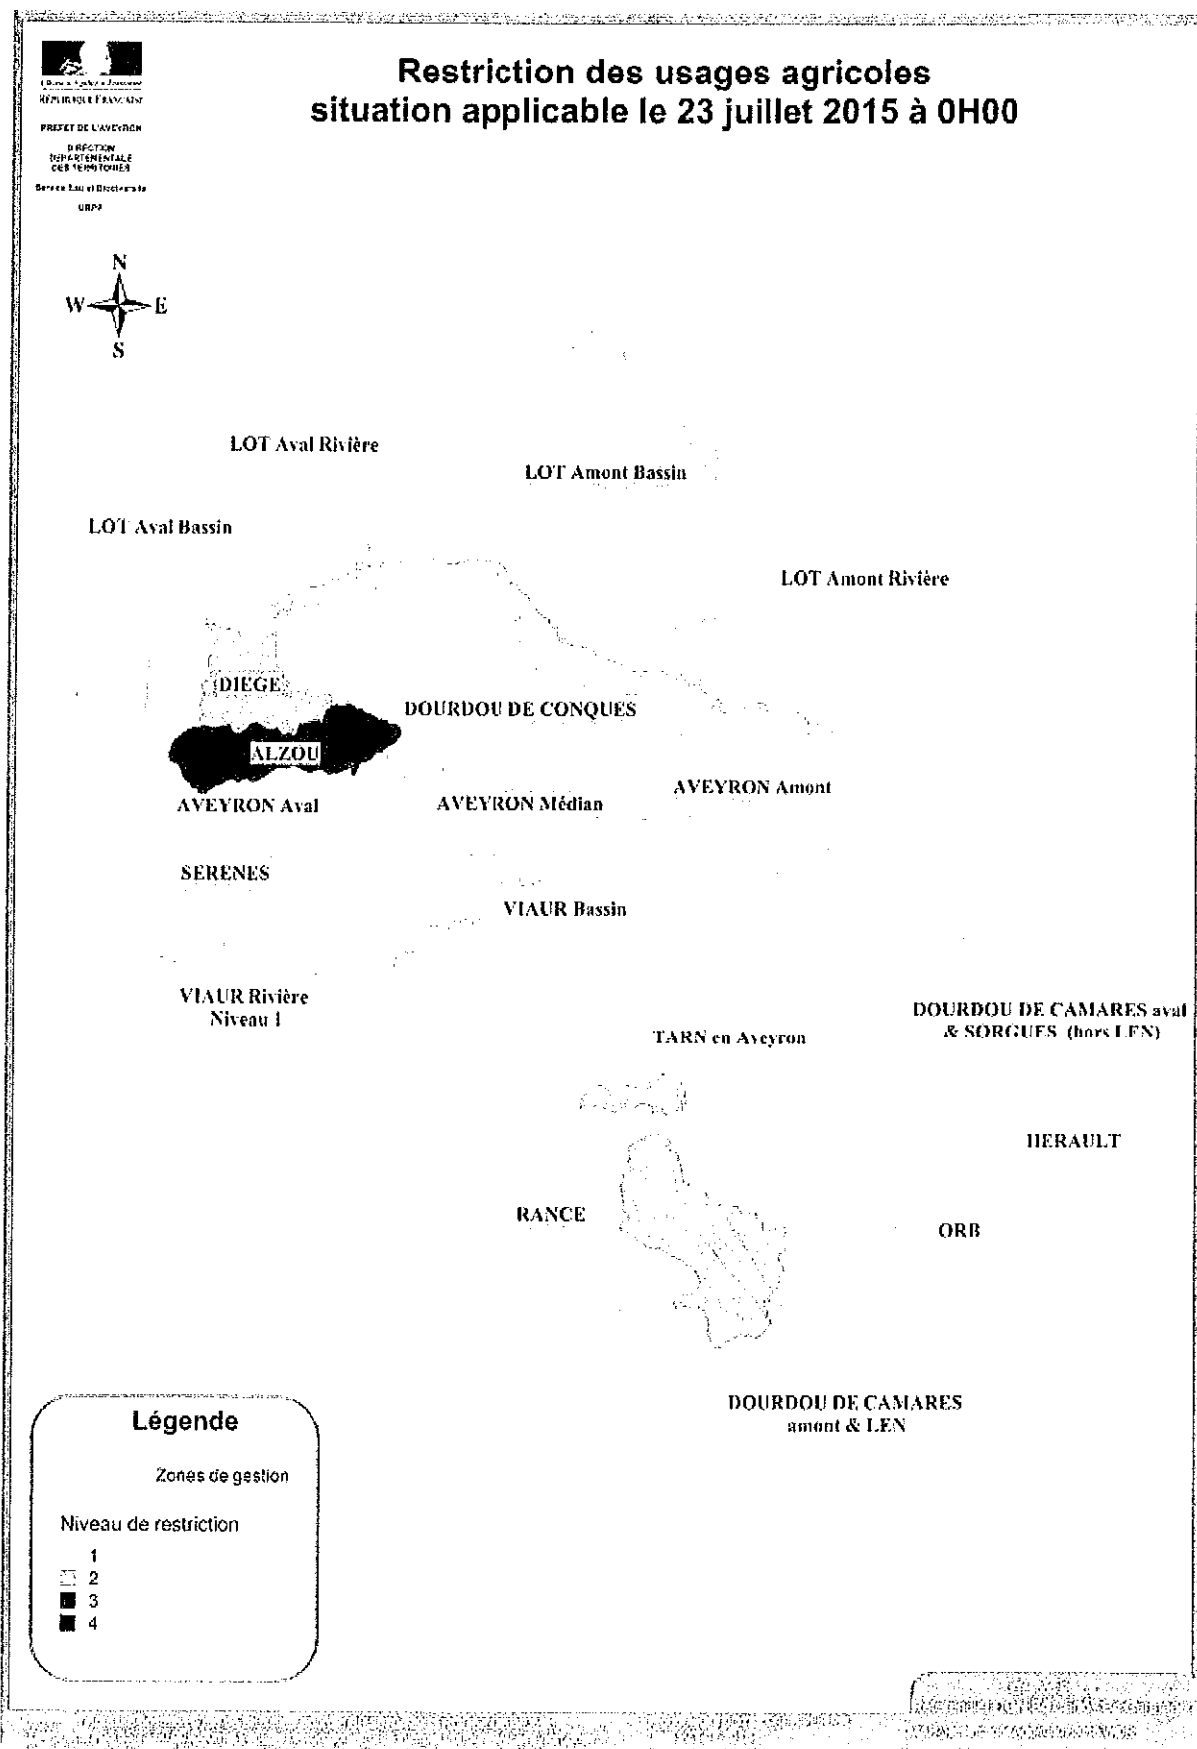 Restriction des usages agricoles
situation applicable le 23 juillet 2015 à 0H00
RÉPUBLIQUE FRANÇAISE
PREFET DE L'AVEYRON
DIRECTION
DEPARTEMENTALE
DES TERRITOIRES
Service Eau et Biodiversité
N
W E
S
LOT Aval Rivière
LOT Amont Bassin
LOT Aval Bassin
LOT Amont Rivière
DIEGE
DOURDOU DE CONQUES
ALZOU
AVEYRON Amont
AVEYRON Aval
AVEYRON Médian
SERENES
VIAUR Bassin
VIAUR Rivière
Niveau 1
DOURDOU DE CAMARES aval
& SORGUES (hors LEN)
TARN en Aveyron
HERAULT
RANCE
ORB
DOURDOU DE CAMARES
amont & LEN
Légende
Zones de gestion
Niveau de restriction
1
2
3
4